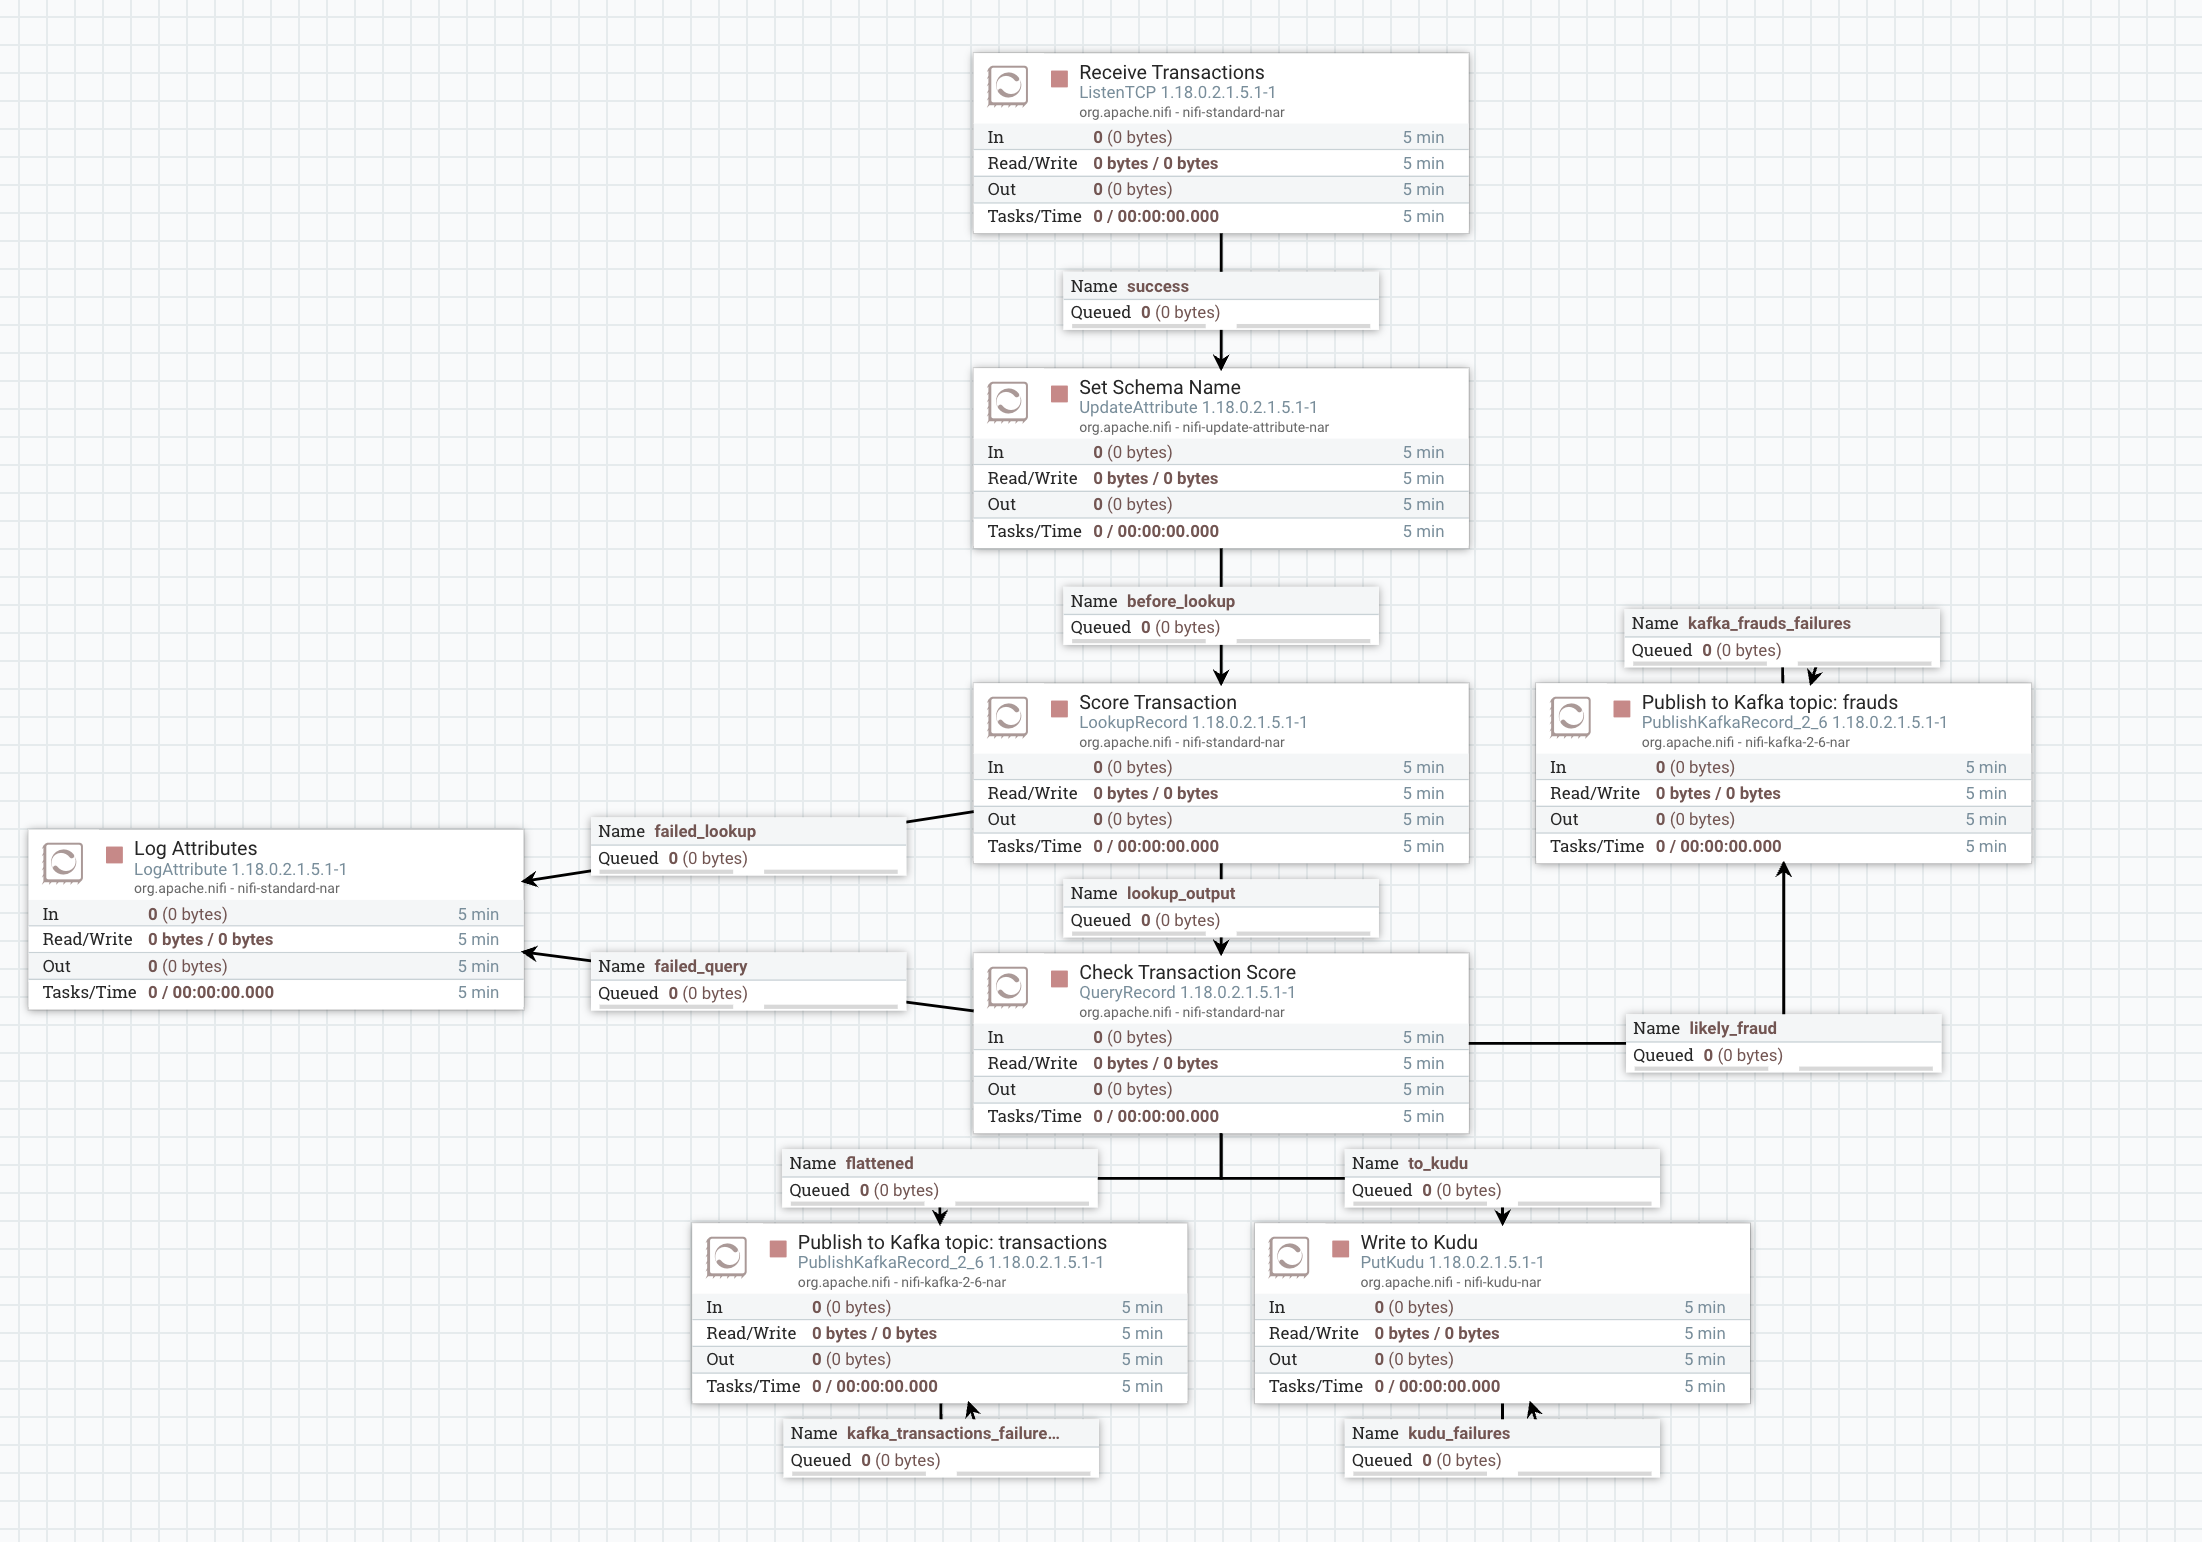 Receive Transactions
ListenTCP 1.18.0.2.1.5.1-1
org.apache.nifi - nifi-standard-nar
In 0 (0 bytes) 5 min
Read/Write 0 bytes / 0 bytes 5 min
Out 0 (0 bytes) 5 min
Tasks/Time 0 / 00:00:00.000 5 min
Name success
Queued 0 (0 bytes)
Set Schema Name
UpdateAttribute 1.18.0.2.1.5.1-1
org.apache.nifi - nifi-update-attribute-nar
In 0 (0 bytes) 5 min
Read/Write 0 bytes / 0 bytes 5 min
Out 0 (0 bytes) 5 min
Tasks/Time 0 / 00:00:00.000 5 min
Name before_lookup
Queued 0 (0 bytes)
Name kafka_frauds_failures
Queued 0 (0 bytes)
Score Transaction
LookupRecord 1.18.0.2.1.5.1-1
org.apache.nifi - nifi-standard-nar
In 0 (0 bytes) 5 min
Read/Write 0 bytes / 0 bytes 5 min
Out 0 (0 bytes) 5 min
Tasks/Time 0 / 00:00:00.000 5 min
Publish to Kafka topic: frauds
PublishKafkaRecord_2_6 1.18.0.2.1.5.1-1
org.apache.nifi - nifi-kafka-2-6-nar
In 0 (0 bytes) 5 min
Read/Write 0 bytes / 0 bytes 5 min
Out 0 (0 bytes) 5 min
Tasks/Time 0 / 00:00:00.000 5 min
Name failed_lookup
Queued 0 (0 bytes)
Log Attributes
LogAttribute 1.18.0.2.1.5.1-1
org.apache.nifi - nifi-standard-nar
In 0 (0 bytes) 5 min
Read/Write 0 bytes / 0 bytes 5 min
Out 0 (0 bytes) 5 min
Tasks/Time 0 / 00:00:00.000 5 min
Name lookup_output
Queued 0 (0 bytes)
Name failed_query
Queued 0 (0 bytes)
Check Transaction Score
QueryRecord 1.18.0.2.1.5.1-1
org.apache.nifi - nifi-standard-nar
In 0 (0 bytes) 5 min
Read/Write 0 bytes / 0 bytes 5 min
Out 0 (0 bytes) 5 min
Tasks/Time 0 / 00:00:00.000 5 min
Name likely_fraud
Queued 0 (0 bytes)
Name flattened
Queued 0 (0 bytes)
Name to_kudu
Queued 0 (0 bytes)
Publish to Kafka topic: transactions
PublishKafkaRecord_2_6 1.18.0.2.1.5.1-1
org.apache.nifi - nifi-kafka-2-6-nar
In 0 (0 bytes) 5 min
Read/Write 0 bytes / 0 bytes 5 min
Out 0 (0 bytes) 5 min
Tasks/Time 0 / 00:00:00.000 5 min
Write to Kudu
PutKudu 1.18.0.2.1.5.1-1
org.apache.nifi - nifi-kudu-nar
In 0 (0 bytes) 5 min
Read/Write 0 bytes / 0 bytes 5 min
Out 0 (0 bytes) 5 min
Tasks/Time 0 / 00:00:00.000 5 min
Name kafka_transactions_failure...
Queued 0 (0 bytes)
Name kudu_failures
Queued 0 (0 bytes)